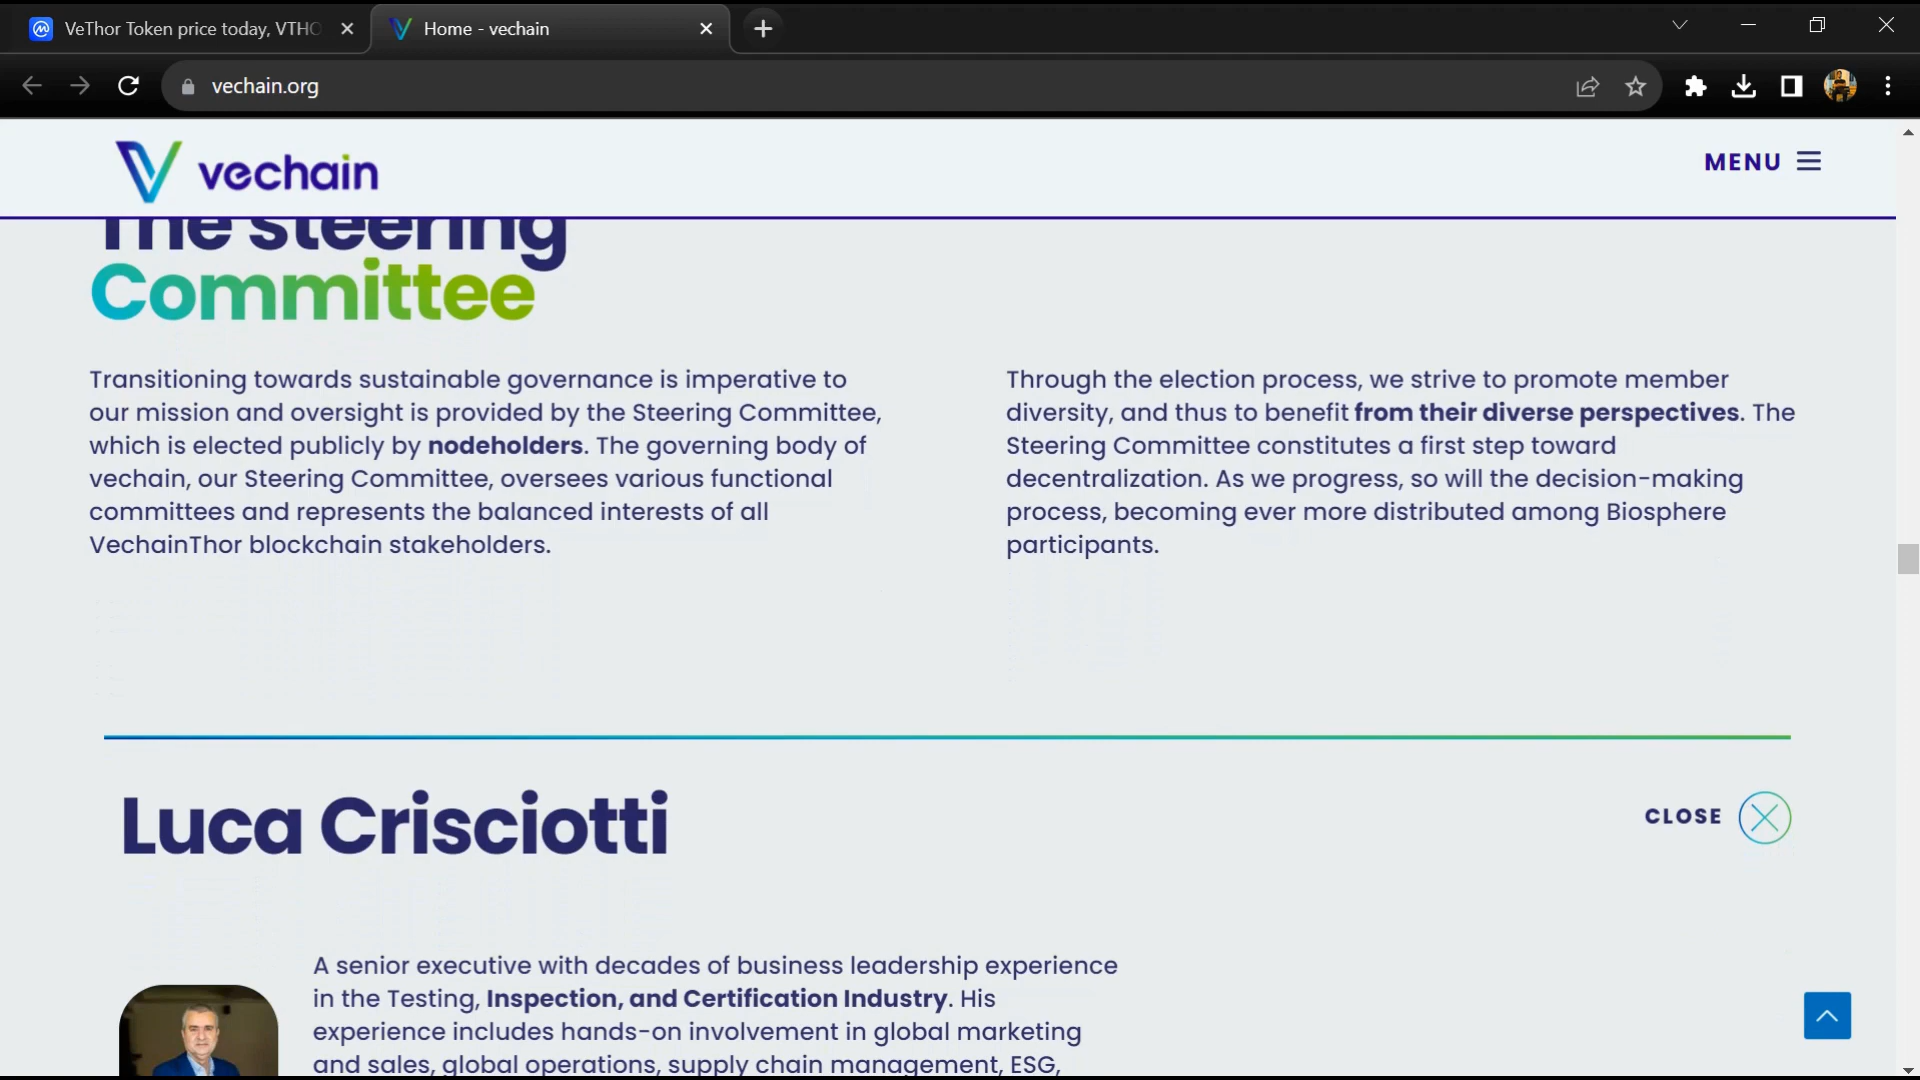 VeThor Token price today, VTHO
Home - vechain
vechain.org
vechain
MENU
The steering
Committee
Transitioning towards sustainable governance is imperative to
our mission and oversight is provided by the Steering Committee,
which is elected publicly by nodeholders. The governing body of
vechain, our Steering Committee, oversees various functional
committees and represents the balanced interests of all
VechainThor blockchain stakeholders.
Through the election process, we strive to promote member
diversity, and thus to benefit from their diverse perspectives. The
Steering Committee constitutes a first step toward
decentralization. As we progress, so will the decision-making
process, becoming ever more distributed among Biosphere
participants.
Luca Crisciotti
CLOSE
A senior executive with decades of business leadership experience
in the Testing, Inspection, and Certification Industry. His
experience includes hands-on involvement in global marketing
and sales, global operations, supply chain management, ESG,